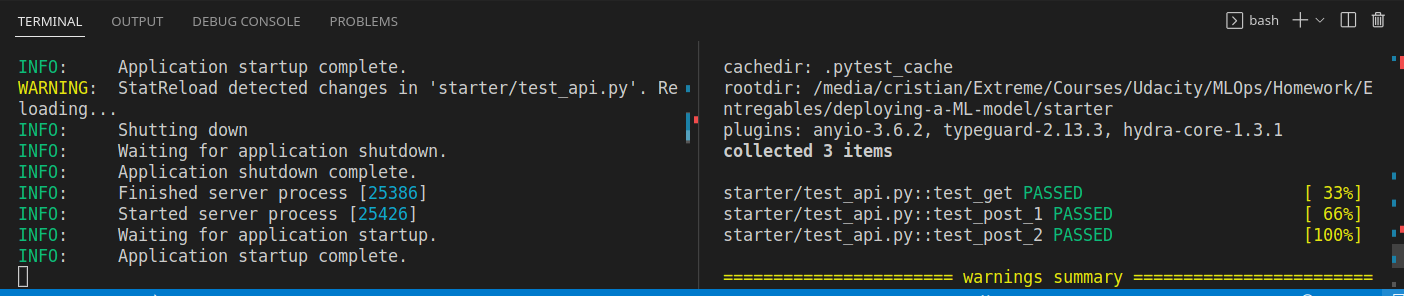 TERMINAL OUTPUT DEBUG CONSOLE PROBLEMS bash
INFO: Application startup complete.
WARNING: StatReload detected changes in 'starter/test_api.py'. Re
loading...
INFO: Shutting down
INFO: Waiting for application shutdown.
INFO: Application shutdown complete.
INFO: Finished server process [25386]
INFO: Started server process [25426]
INFO: Waiting for application startup.
INFO: Application startup complete.
cachedir: .pytest_cache
rootdir: /media/cristian/Extreme/Courses/Udacity/MLOps/Homework/E
ntregables/deploying-a-ML-model/starter
plugins: anyio-3.6.2, typeguard-2.13.3, hydra-core-1.3.1
collected 3 items
starter/test_api.py::test_get PASSED [ 33%]
starter/test_api.py::test_post_1 PASSED [ 66%]
starter/test_api.py::test_post_2 PASSED [100%]
======================= warnings summary ========================